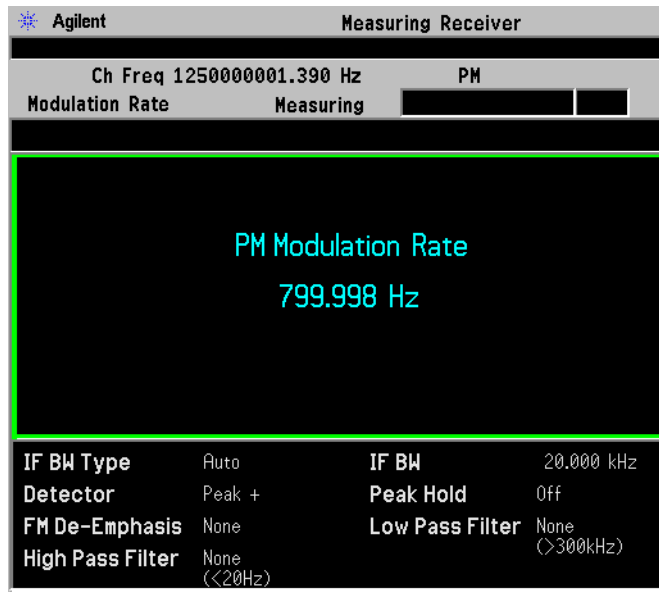 Agilent Measuring Receiver
Ch Freq 1250000001.390 Hz PM
Modulation Rate Measuring
PM Modulation Rate
799.998 Hz
IF BW Type Auto IF BW 20.000 kHz
Detector Peak + Peak Hold Off
FM De-Emphasis None Low Pass Filter None
(>300kHz)
High Pass Filter None
(<20Hz)